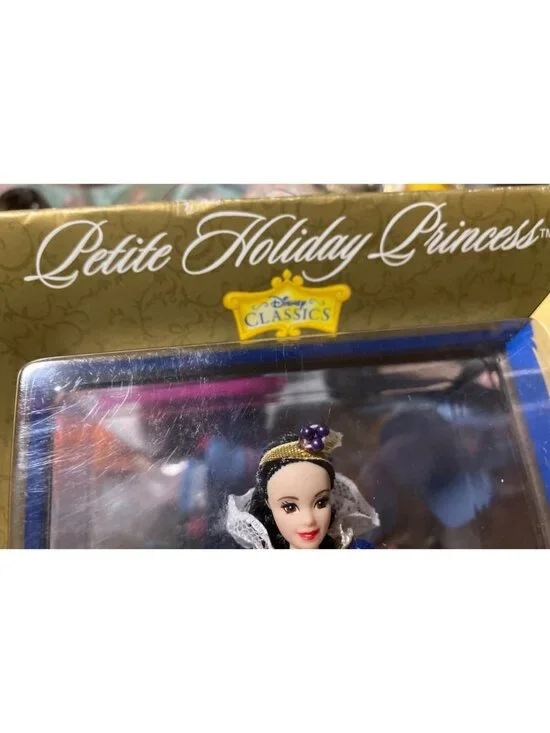 Petite Holiday Princess™
Disney
CLASSICS